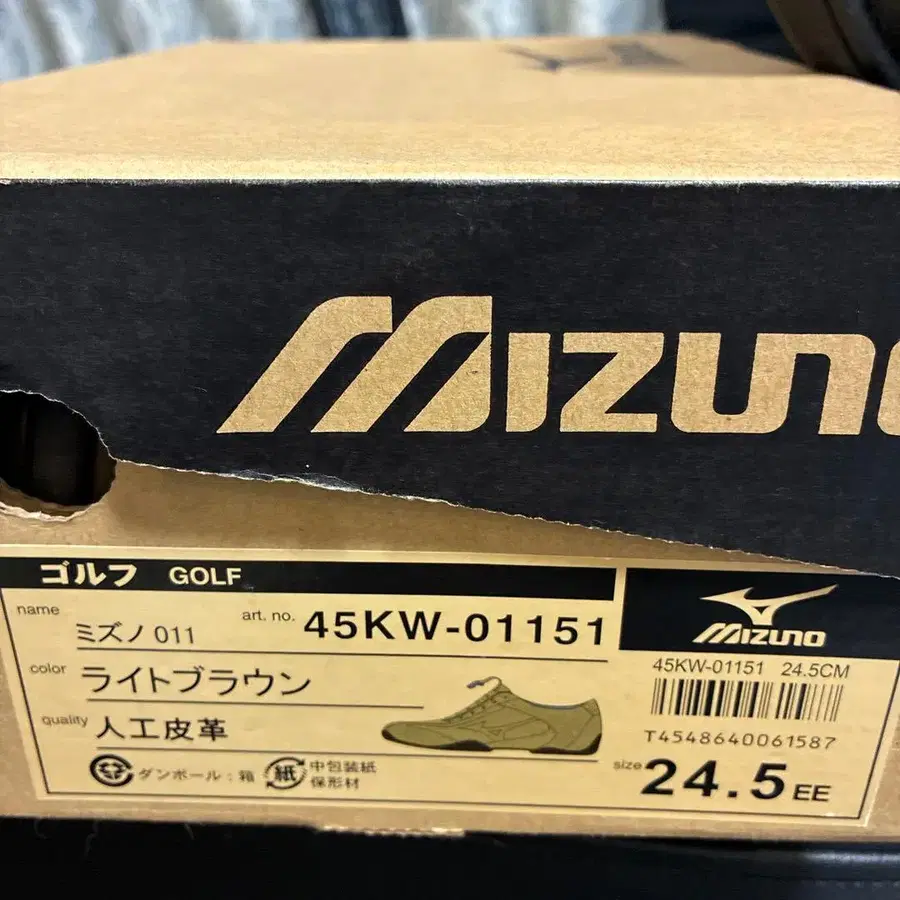 MIZUNO
ゴルフ GOLF
name ミズノ 011
art. no. 45KW-01151
color ライトブラウン
quality 人工皮革
ダンボール:箱
紙 中包装紙
保形材
MIZUNO
45KW-01151 24.5CM
T4548640061587
size 24.5 EE